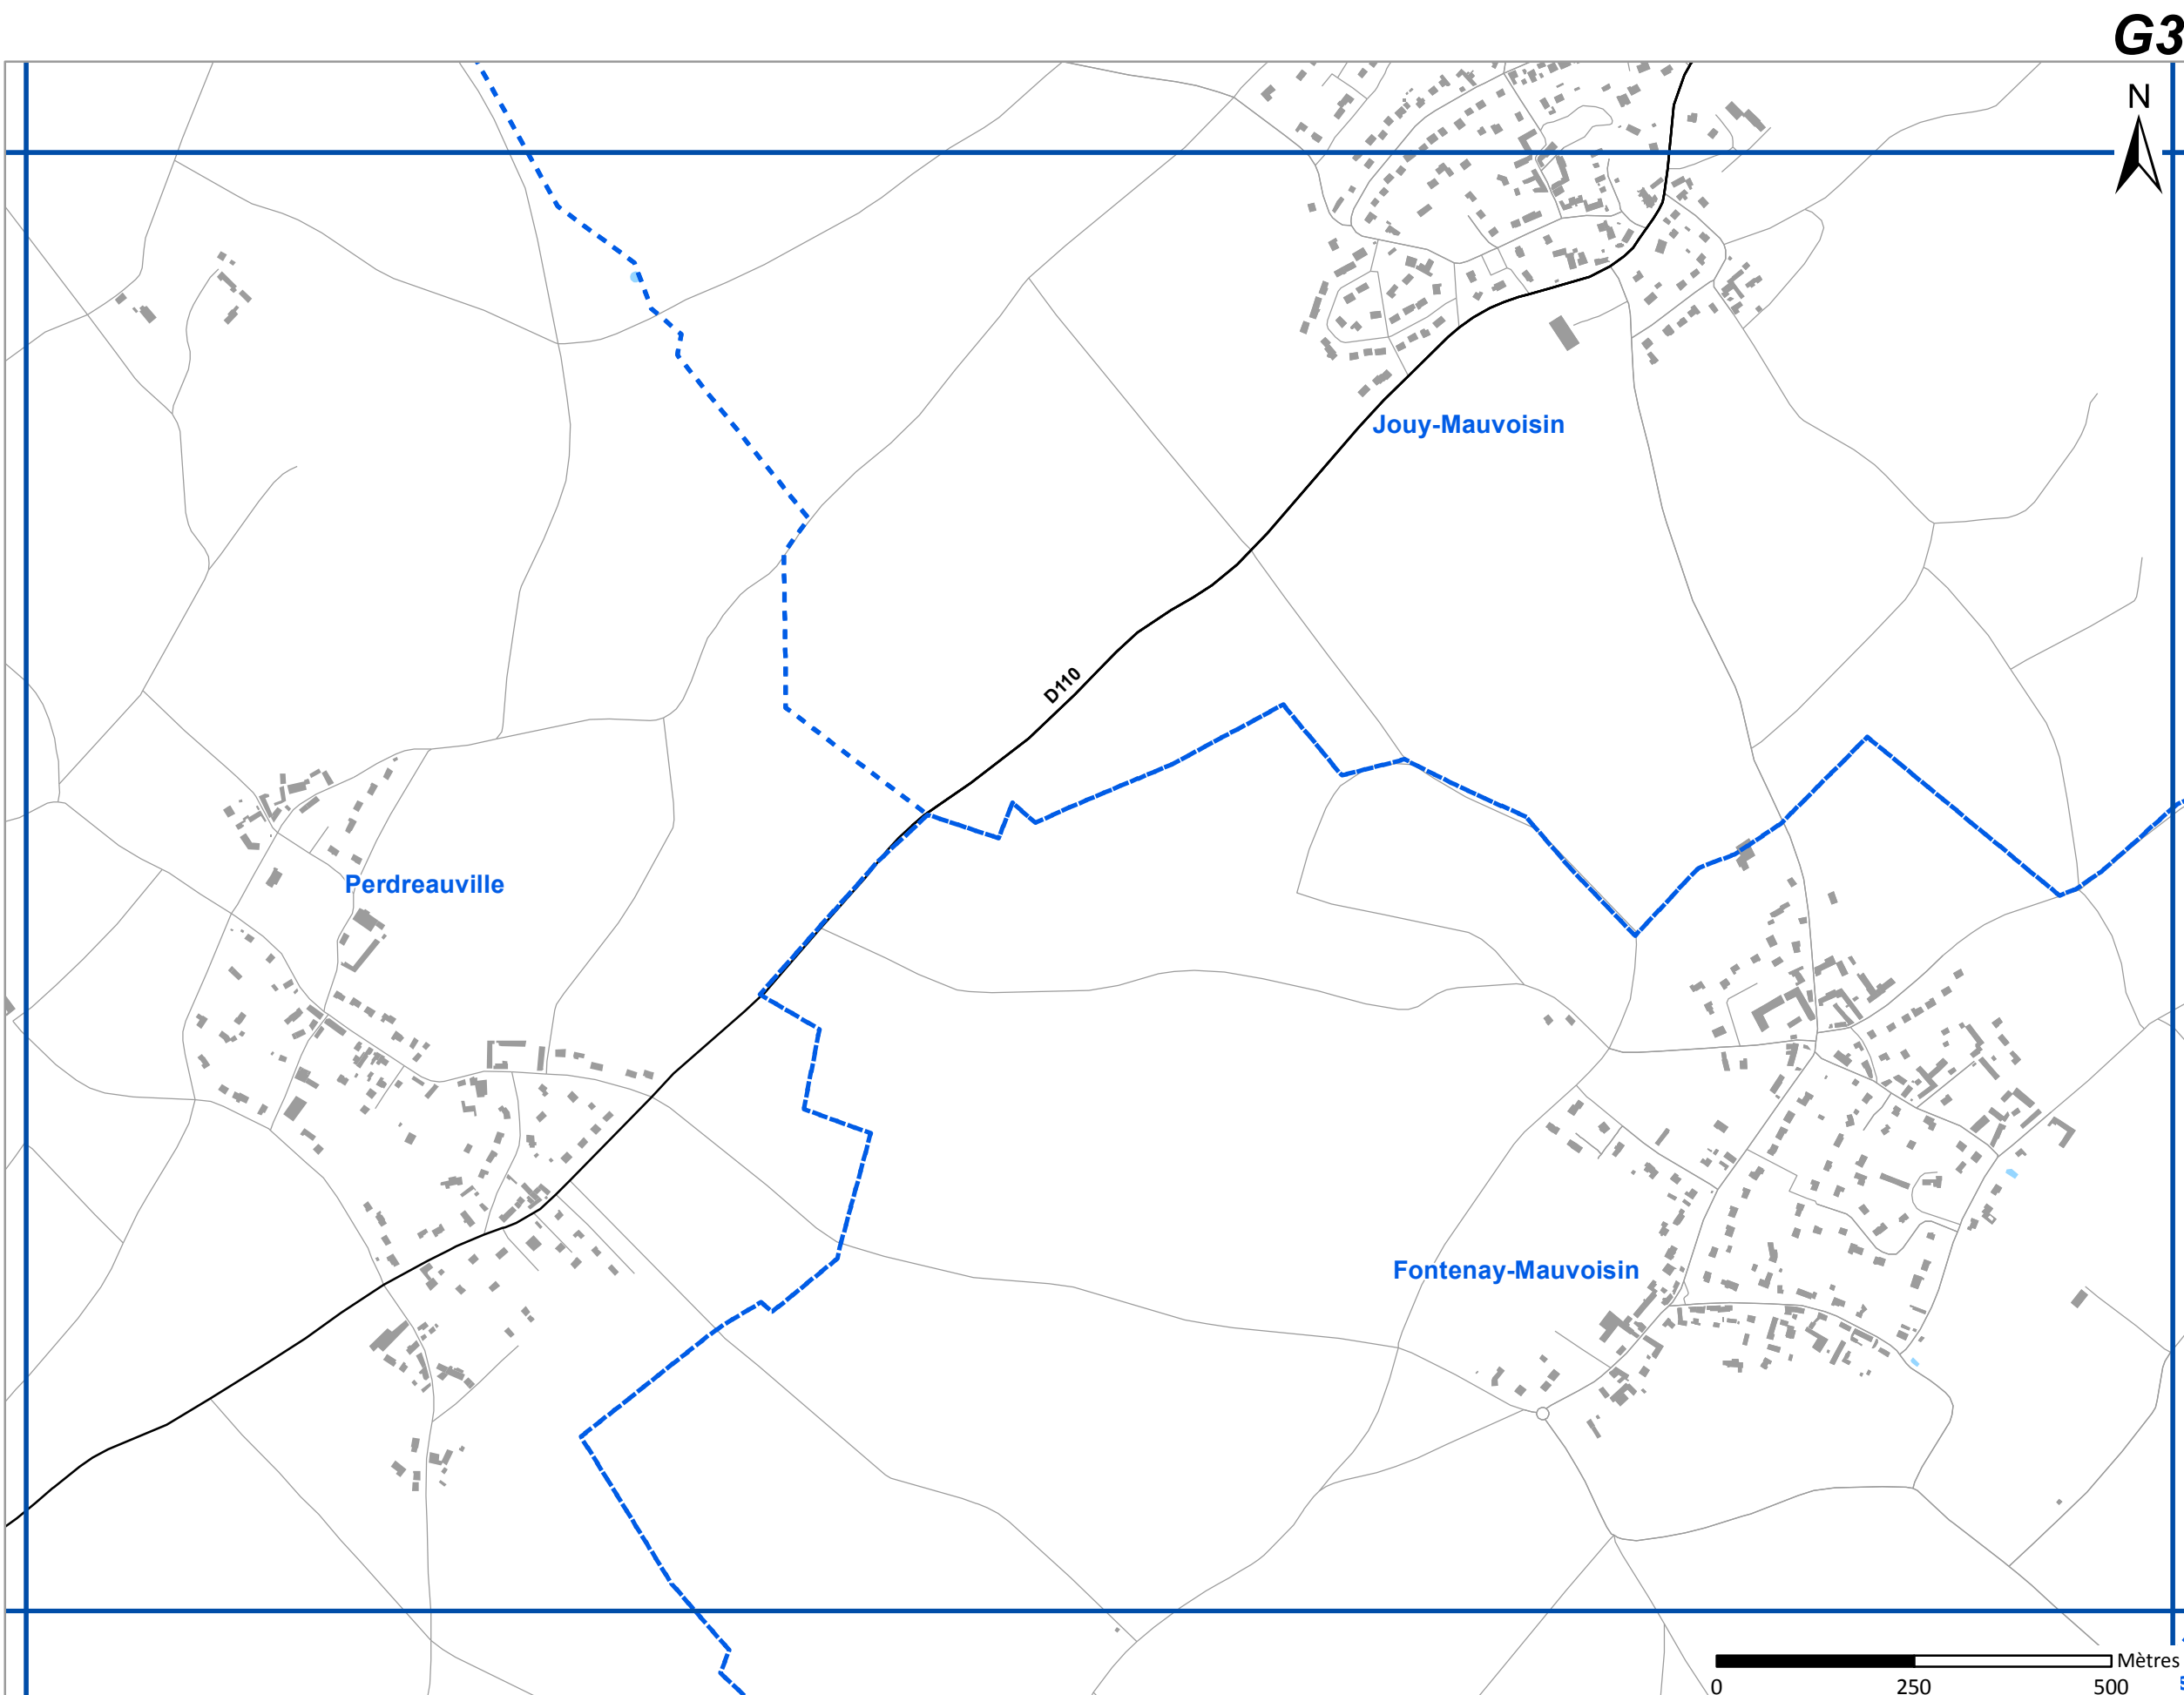 G3
N
Jouy-Mauvoisin
D110
Perdreauville
Fontenay-Mauvoisin
Mètres
0 250 500